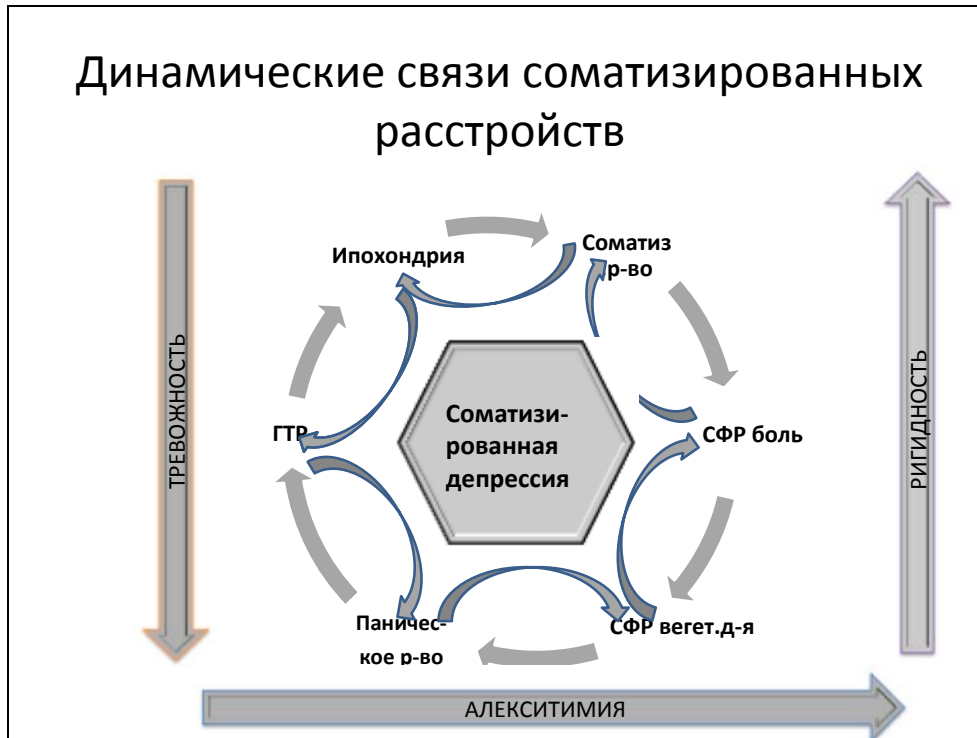 Динамические связи соматизированных
расстройств
Ипохондрия
Соматиз
р-во
ТРЕВОЖНОСТЬ
РИГИДНОСТЬ
ГТР
Соматизи-
рованная
депрессия
СФР боль
Паничес-
кое р-во
СФР вегет.д-я
АЛЕКСИТИМИЯ